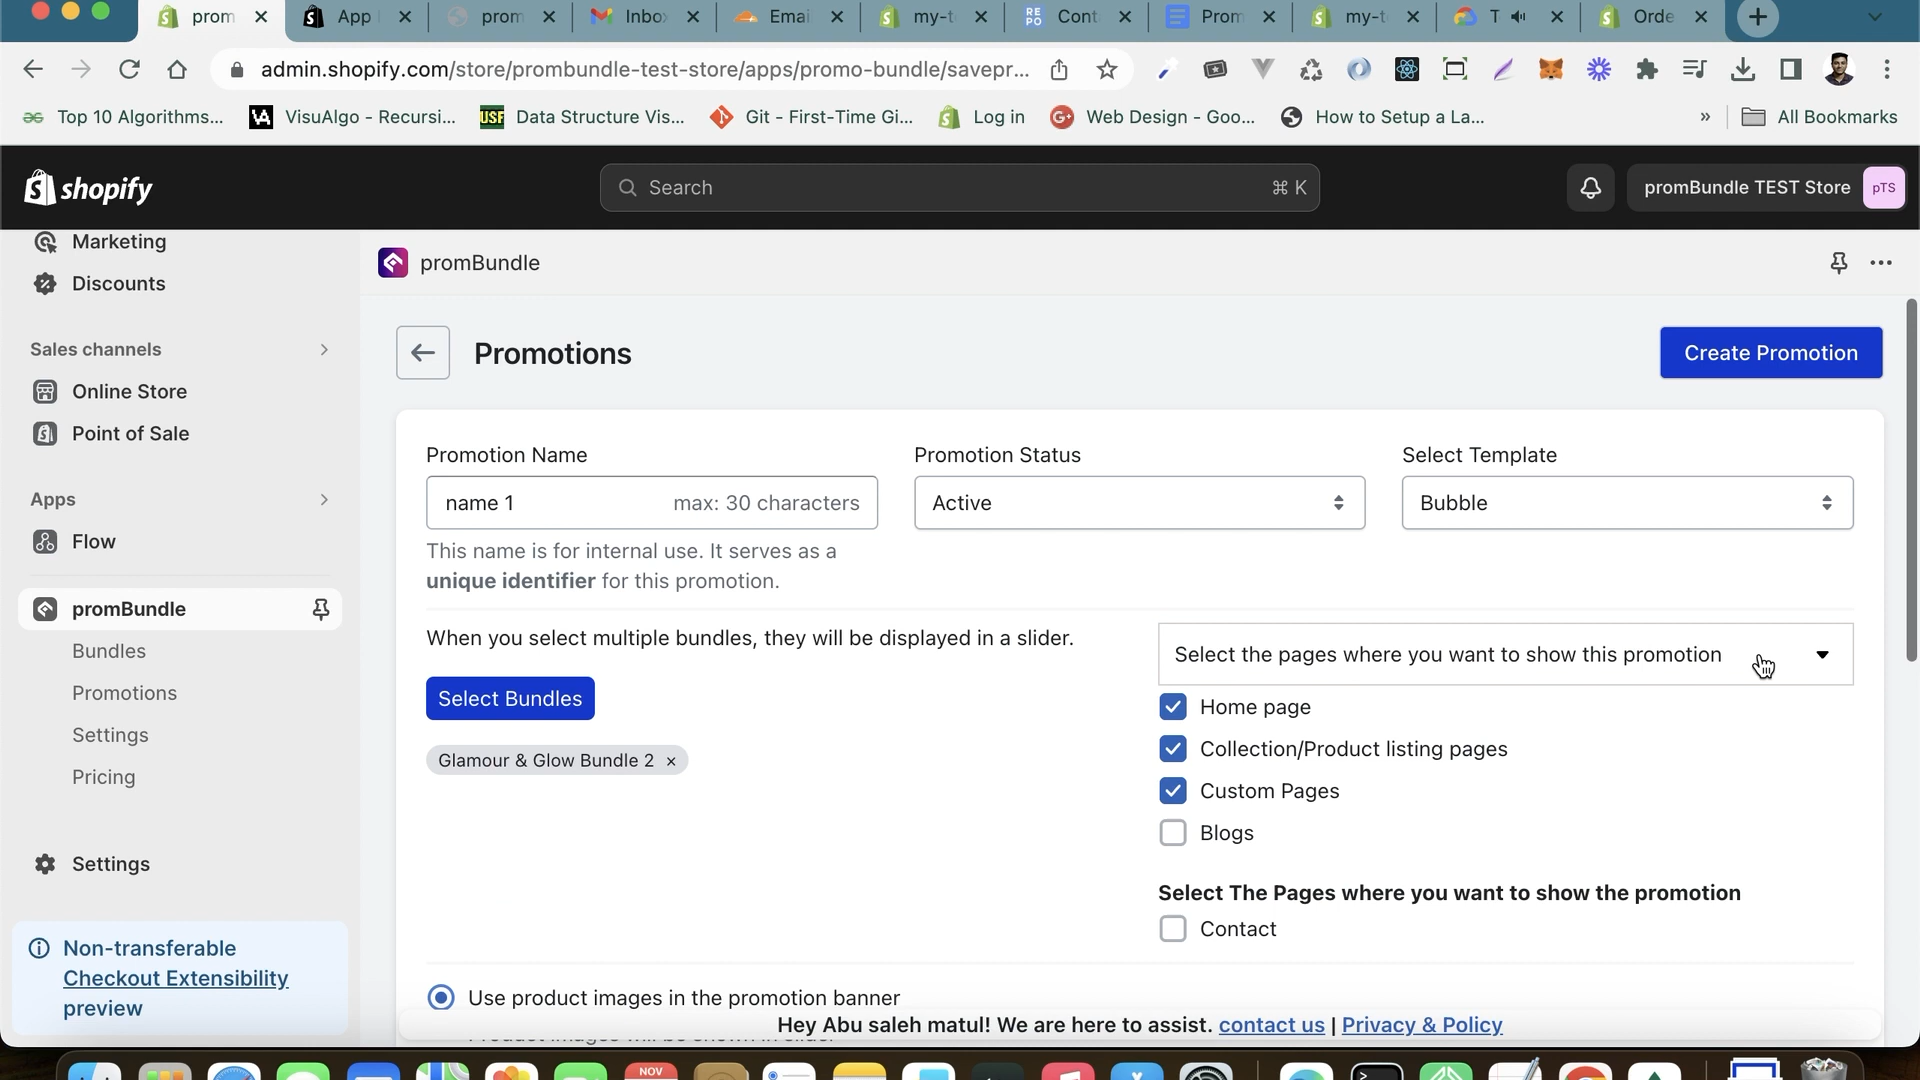 prom
App
prom
Inbo
Emai
my-t
Cont
Prom
my-t
T
Orde
admin.shopify.com/store/prombundle-test-store/apps/promo-bundle/savepr...
Top 10 Algorithms...
VisuAlgo - Recursi...
Data Structure Vis...
Git - First-Time Gi...
Log in
Web Design - Goo...
How to Setup a La...
»
All Bookmarks
shopify
Search
⌘ K
promBundle TEST Store
pTS
Marketing
Discounts
Sales channels
Online Store
Point of Sale
Apps
Flow
promBundle
Bundles
Promotions
Settings
Pricing
Settings
Non-transferable
Checkout Extensibility
preview
promBundle
Promotions
Create Promotion
Promotion Name
name 1
max: 30 characters
This name is for internal use. It serves as a
unique identifier for this promotion.
Promotion Status
Active
Select Template
Bubble
When you select multiple bundles, they will be displayed in a slider.
Select Bundles
Glamour & Glow Bundle 2 ×
Select the pages where you want to show this promotion
Home page
Collection/Product listing pages
Custom Pages
Blogs
Select The Pages where you want to show the promotion
Contact
Use product images in the promotion banner
Hey Abu saleh matul! We are here to assist. contact us | Privacy & Policy
NOV